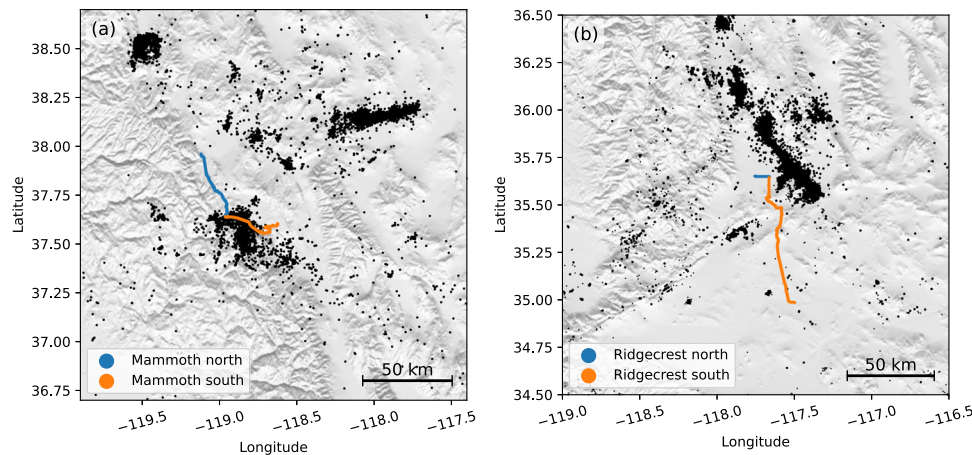 (a)
38.50
38.25
38.00
37.75
37.50
37.25
37.00
36.75
Latitude
Mammoth north
Mammoth south
50 km
−119.5
−119.0
−118.5
−118.0
−117.5
Longitude
(b)
36.50
36.25
36.00
35.75
35.50
35.25
35.00
34.75
34.50
Latitude
Ridgecrest north
Ridgecrest south
50 km
−119.0
−118.5
−118.0
−117.5
−117.0
−116.5
Longitude